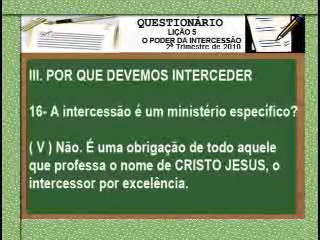 QUESTIONÁRIO
LIÇÃO 5
O PODER DA INTERCESSÃO
2º Trimestre de 2010
III. POR QUE DEVEMOS INTERCEDER
16- A intercessão é um ministério específico?
( V ) Não. É uma obrigação de todo aquele
que professa o nome de CRISTO JESUS, o
intercessor por excelência.